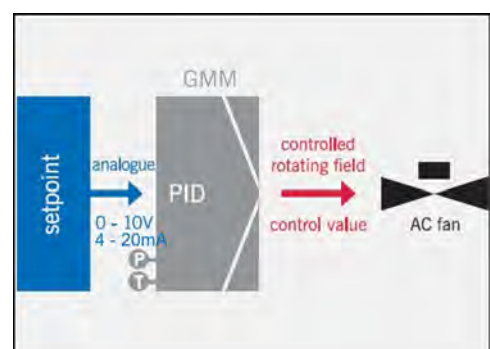 GMM
setpoint
analogue
0 - 10V
4 - 20mA
P
T
PID
controlled
rotating field
control value
AC fan